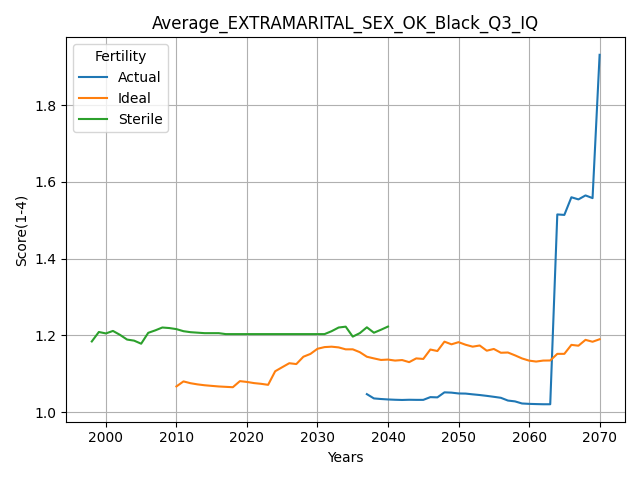 Average_EXTRAMARITAL_SEX_OK_Black_Q3_IQ
Fertility
Actual
Ideal
Sterile
Score(1-4)
1.8
1.6
1.4
1.2
1.0
2000 2010 2020 2030 2040 2050 2060 2070
Years